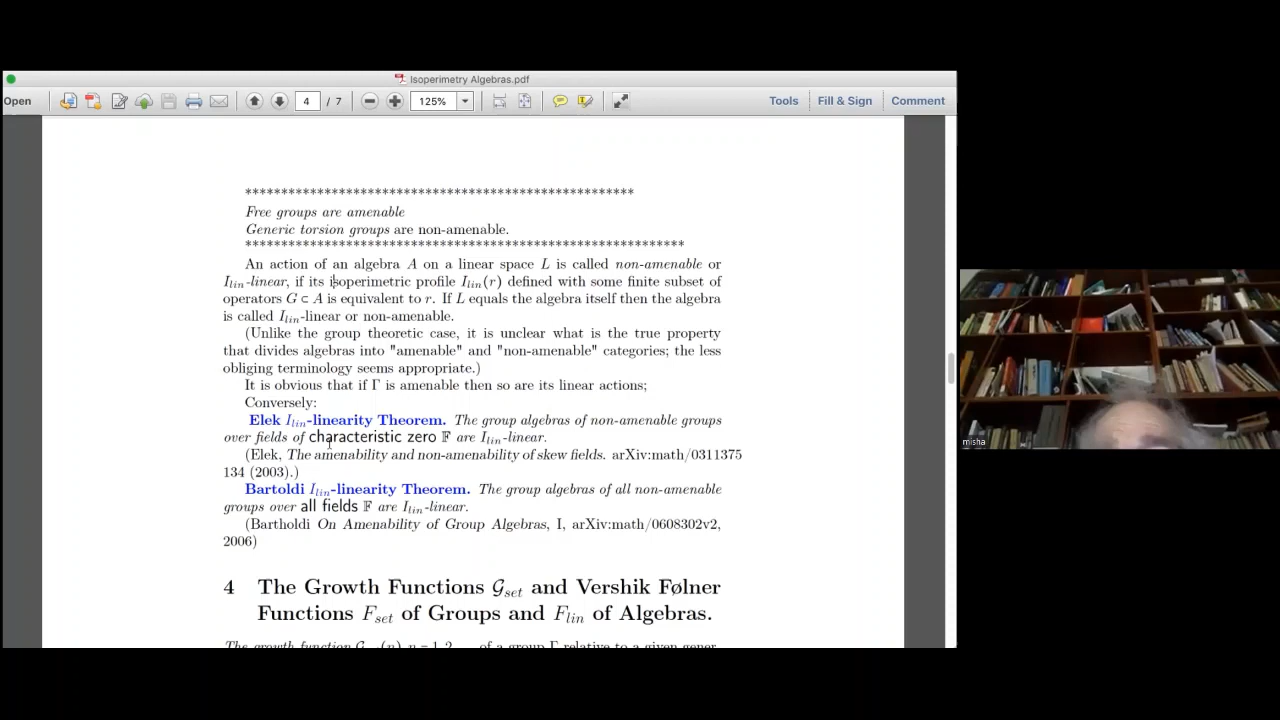 Isoperimetry Algebras.pdf
Open
4 / 7
125%
Tools
Fill & Sign
Comment
******************************************************
Free groups are amenable
Generic torsion groups are non-amenable.
*************************************************************
An action of an algebra A on a linear space L is called non-amenable or
I_lin-linear, if its isoperimetric profile I_lin(r) defined with some finite subset of
operators G ⊂ A is equivalent to r. If L equals the algebra itself then the algebra
is called I_lin-linear or non-amenable.
(Unlike the group theoretic case, it is unclear what is the true property
that divides algebras into "amenable" and "non-amenable" categories; the less
obliging terminology seems appropriate.)
It is obvious that if Γ is amenable then so are its linear actions;
Conversely:
Elek I_lin-linearity Theorem. The group algebras of non-amenable groups
over fields of characteristic zero 𝔽 are I_lin-linear.
(Elek, The amenability and non-amenability of skew fields. arXiv:math/0311375
134 (2003).)
Bartoldi I_lin-linearity Theorem. The group algebras of all non-amenable
groups over all fields 𝔽 are I_lin-linear.
(Bartholdi On Amenability of Group Algebras, I, arXiv:math/0608302v2,
2006)
4 The Growth Functions 𝒢_set and Vershik Følner
Functions F_set of Groups and F_lin of Algebras.
The growth function of a group Γ relative to a given gener-
misha